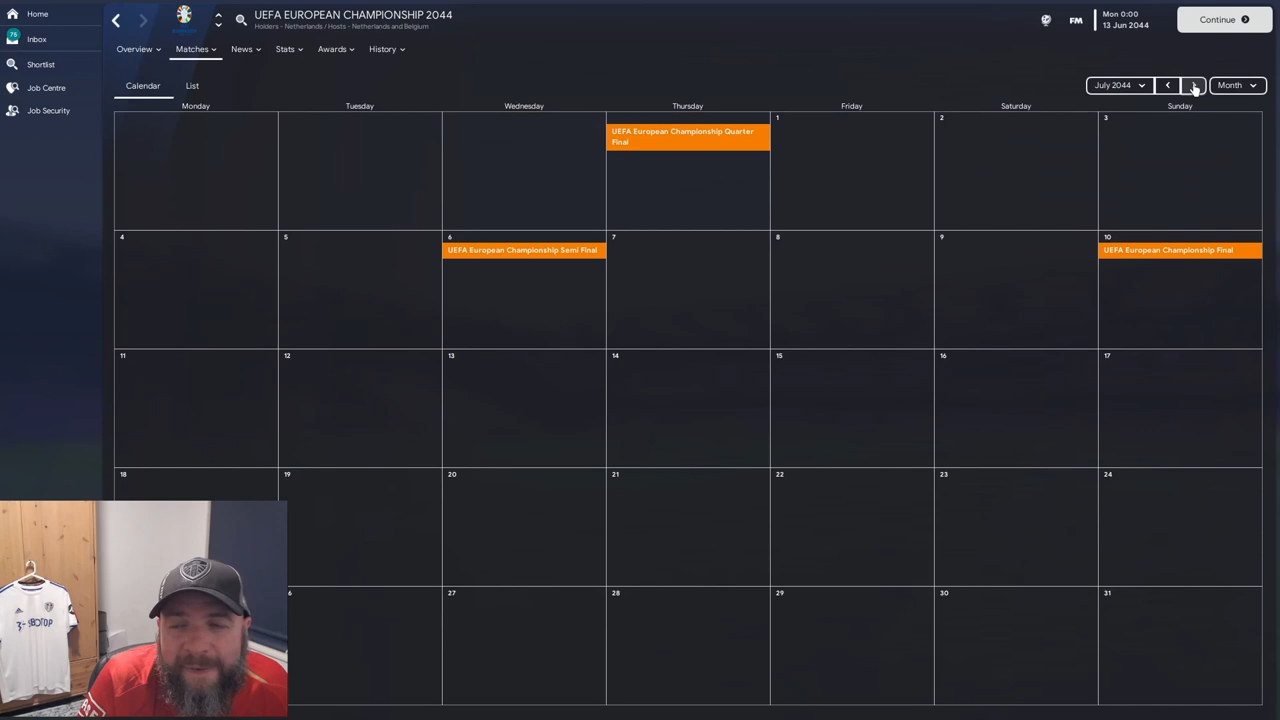 Home
75
Inbox
Shortlist
Job Centre
Job Security
UEFA EUROPEAN CHAMPIONSHIP 2044
Holders - Netherlands / Hosts - Netherlands and Belgium
FM
Mon 0:00
13 Jun 2044
Continue
Overview
Matches
News
Stats
Awards
History
Calendar
List
July 2044
Month
Monday
Tuesday
Wednesday
Thursday
Friday
Saturday
Sunday
UEFA European Championship Quarter
Final
1
2
3
4
5
6
UEFA European Championship Semi Final
7
8
9
10
UEFA European Championship Final
11
12
13
14
15
16
17
18
19
20
21
22
23
24
6
27
28
29
30
31